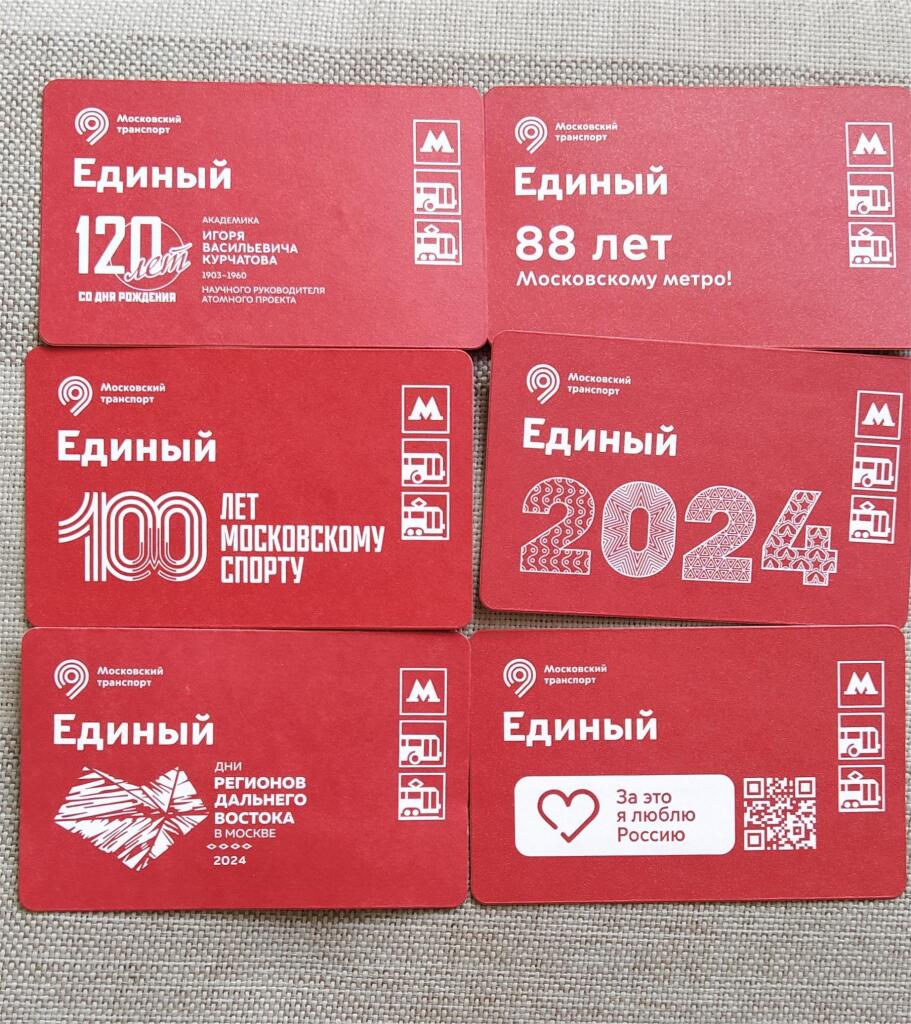 Московский
транспорт
Единый
120 лет
СО ДНЯ РОЖДЕНИЯ
АКАДЕМИКА
ИГОРЯ
ВАСИЛЬЕВИЧА
КУРЧАТОВА
1903–1960
НАУЧНОГО РУКОВОДИТЕЛЯ
АТОМНОГО ПРОЕКТА
М
Московский
транспорт
Единый
88 лет
Московскому метро!
М
Московский
транспорт
Единый
100
ЛЕТ
МОСКОВСКОМУ
СПОРТУ
М
Московский
транспорт
Единый
2024
М
Московский
транспорт
Единый
ДНИ
РЕГИОНОВ
ДАЛЬНЕГО
ВОСТОКА
В МОСКВЕ
2024
М
Московский
транспорт
Единый
За это
я люблю
Россию
М